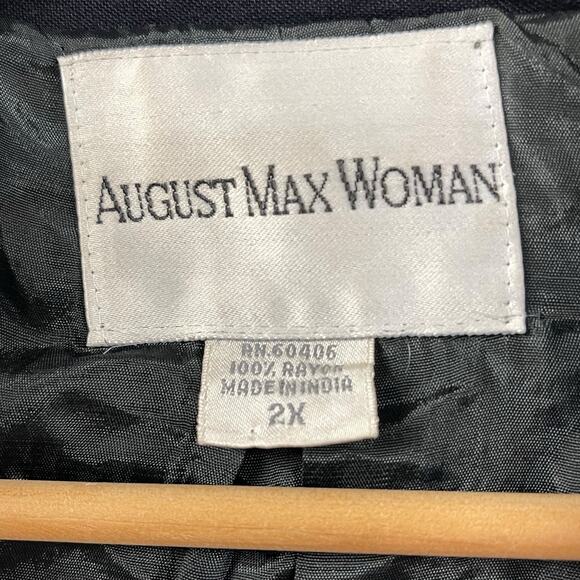 AUGUST MAX WOMAN
RN.60406
100% RAYON
MADE IN INDIA
2X